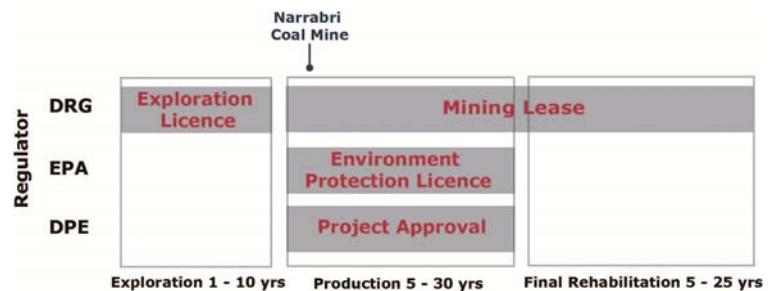 Narrabri
Coal Mine
Regulator
DRG
Exploration
Licence
Mining Lease
EPA
Environment
Protection Licence
DPE
Project Approval
Exploration 1 - 10 yrs
Production 5 - 30 yrs
Final Rehabilitation 5 - 25 yrs